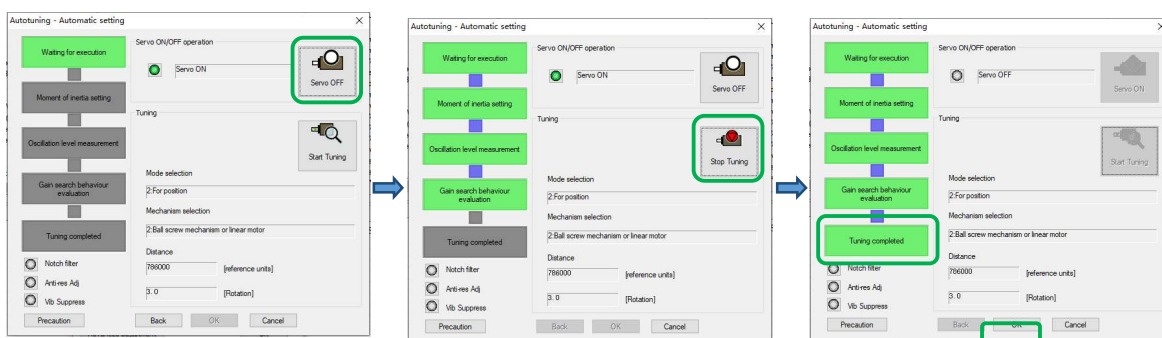 Autotuning - Automatic setting
Waiting for execution
Moment of inertia setting
Oscillation level measurement
Gain search behaviour
evaluation
Tuning completed
Notch filter
Anti-res Adj
Vib Suppress
Precaution
Servo ON/OFF operation
Servo ON
Servo OFF
Tuning
Start Tuning
Mode selection
2:For position
Mechanism selection
2:Ball screw mechanism or linear motor
Distance
786000
[reference units]
3. 0
[Rotation]
Back
OK
Cancel
Autotuning - Automatic setting
Waiting for execution
Moment of inertia setting
Oscillation level measurement
Gain search behaviour
evaluation
Tuning completed
Notch filter
Anti-res Adj
Vib Suppress
Precaution
Servo ON/OFF operation
Servo ON
Servo OFF
Tuning
Stop Tuning
Mode selection
2:For position
Mechanism selection
2:Ball screw mechanism or linear motor
Distance
786000
[reference units]
3. 0
[Rotation]
Back
OK
Cancel
Autotuning - Automatic setting
Waiting for execution
Moment of inertia setting
Oscillation level measurement
Gain search behaviour
evaluation
Tuning completed
Notch filter
Anti-res Adj
Vib Suppress
Precaution
Servo ON/OFF operation
Servo OFF
Servo ON
Tuning
Start Tuning
Mode selection
2:For position
Mechanism selection
2:Ball screw mechanism or linear motor
Distance
786000
[reference units]
3. 0
[Rotation]
Back
OK
Cancel